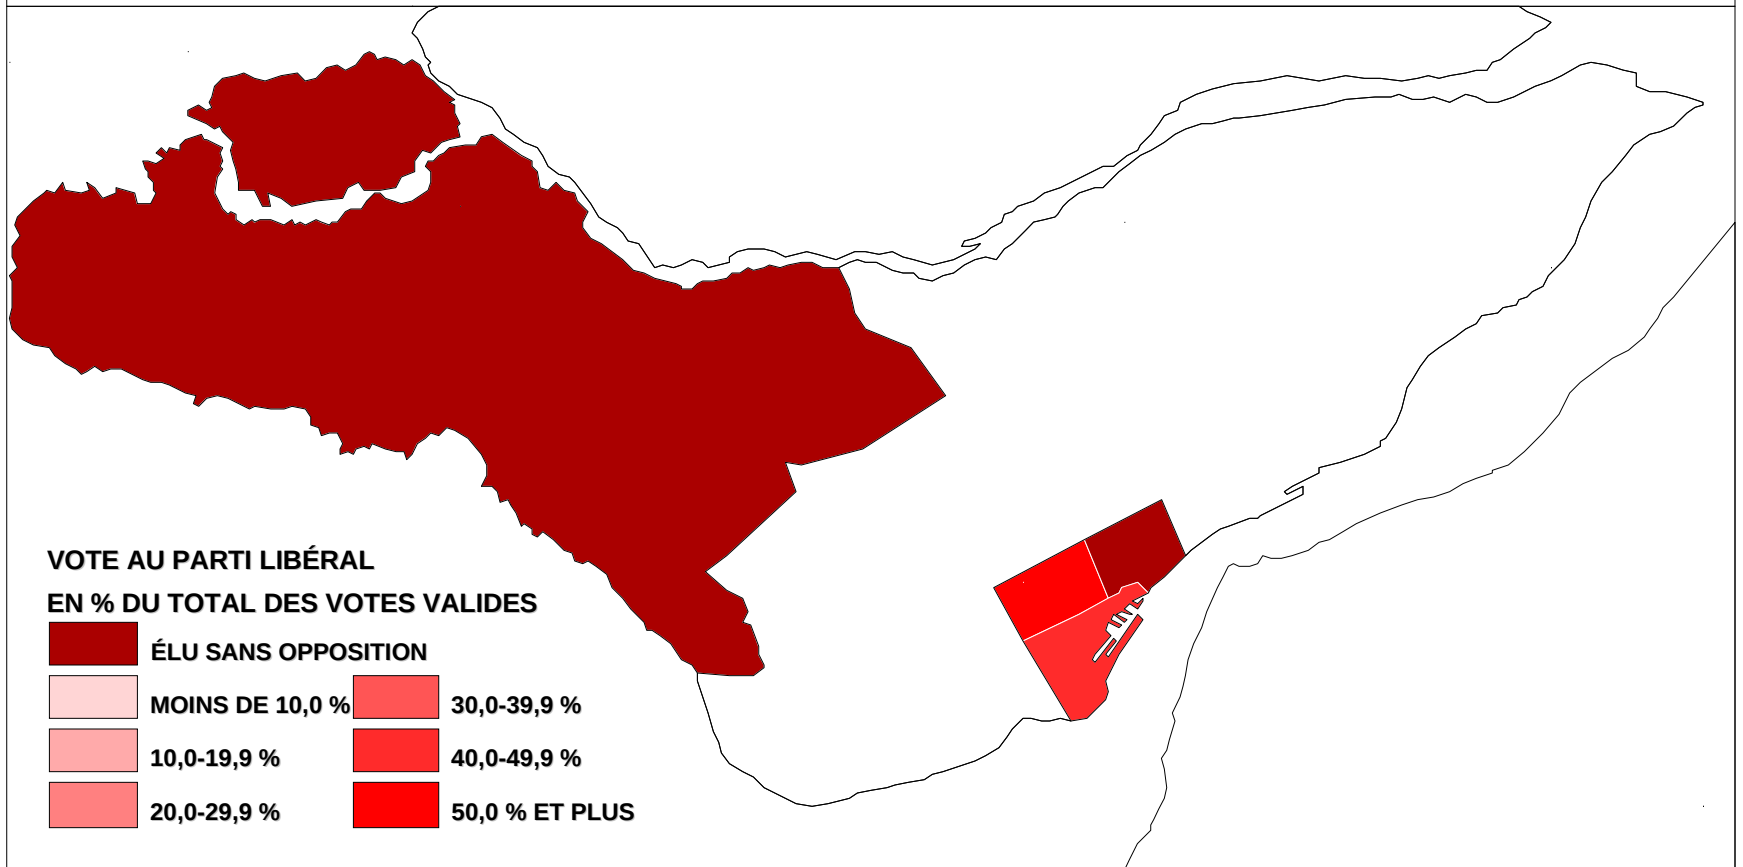 VOTE AU PARTI LIBÉRAL
EN % DU TOTAL DES VOTES VALIDES
ÉLU SANS OPPOSITION
MOINS DE 10,0 %
10,0-19,9 %
20,0-29,9 %
30,0-39,9 %
40,0-49,9 %
50,0 % ET PLUS